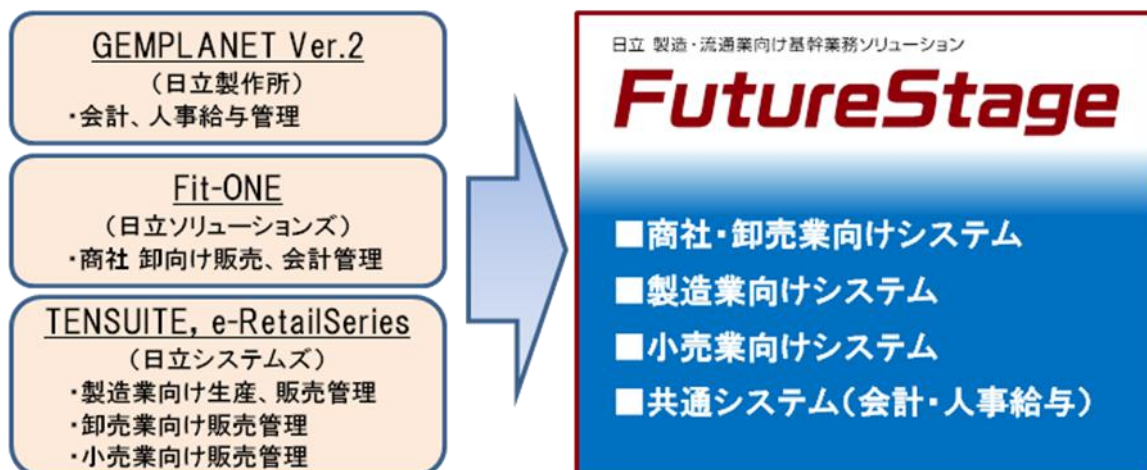 GEMPLANET Ver.2
(日立製作所)
・会計、人事給与管理
Fit-ONE
(日立ソリューションズ)
・商社 卸向け販売、会計管理
TENSUITE, e-RetailSeries
(日立システムズ)
・製造業向け生産、販売管理
・卸売業向け販売管理
・小売業向け販売管理
日立 製造・流通業向け基幹業務ソリューション
FutureStage
■商社・卸売業向けシステム
■製造業向けシステム
■小売業向けシステム
■共通システム(会計・人事給与)